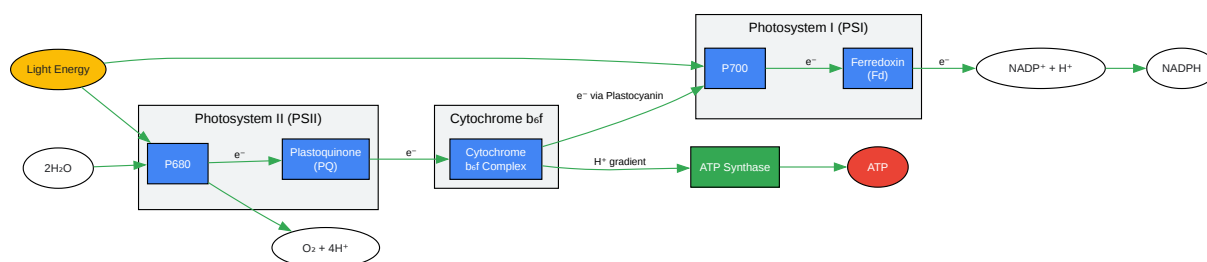 Photosystem I (PSI)
Light Energy
P700
e⁻
Ferredoxin
(Fd)
e⁻
NADP⁺ + H⁺
NADPH
e⁻ via Plastocyanin
Photosystem II (PSII)
Cytochrome b₆f
2H₂O
P680
e⁻
Plastoquinone
(PQ)
e⁻
Cytochrome
b₆f Complex
H⁺ gradient
ATP Synthase
ATP
O₂ + 4H⁺